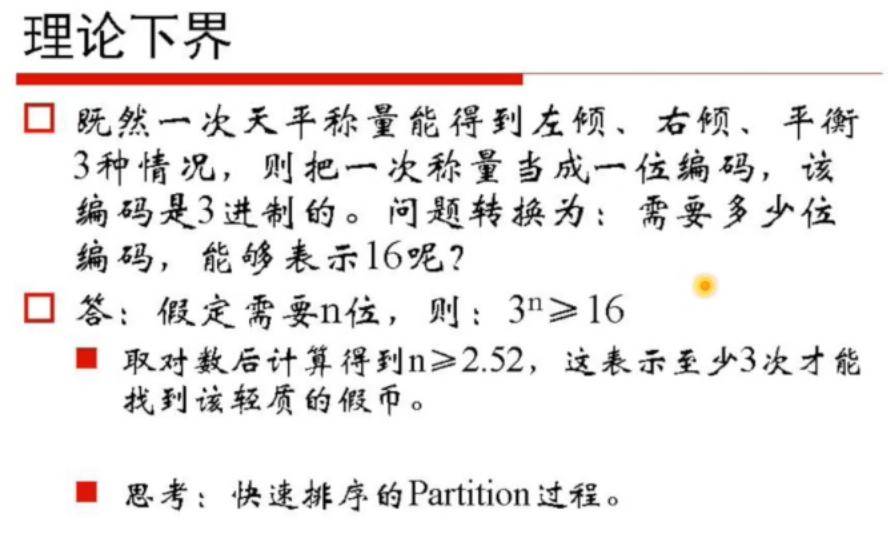 理论下界
既然一次天平称量能得到左倾、右倾、平衡
3种情况，则把一次称量当成一位编码，该
编码是3进制的。问题转换为：需要多少位
编码，能够表示16呢？
答：假定需要n位，则：3ⁿ≥16
取对数后计算得到n≥2.52，这表示至少3次才能
找到该轻质的假币。
思考：快速排序的Partition过程。